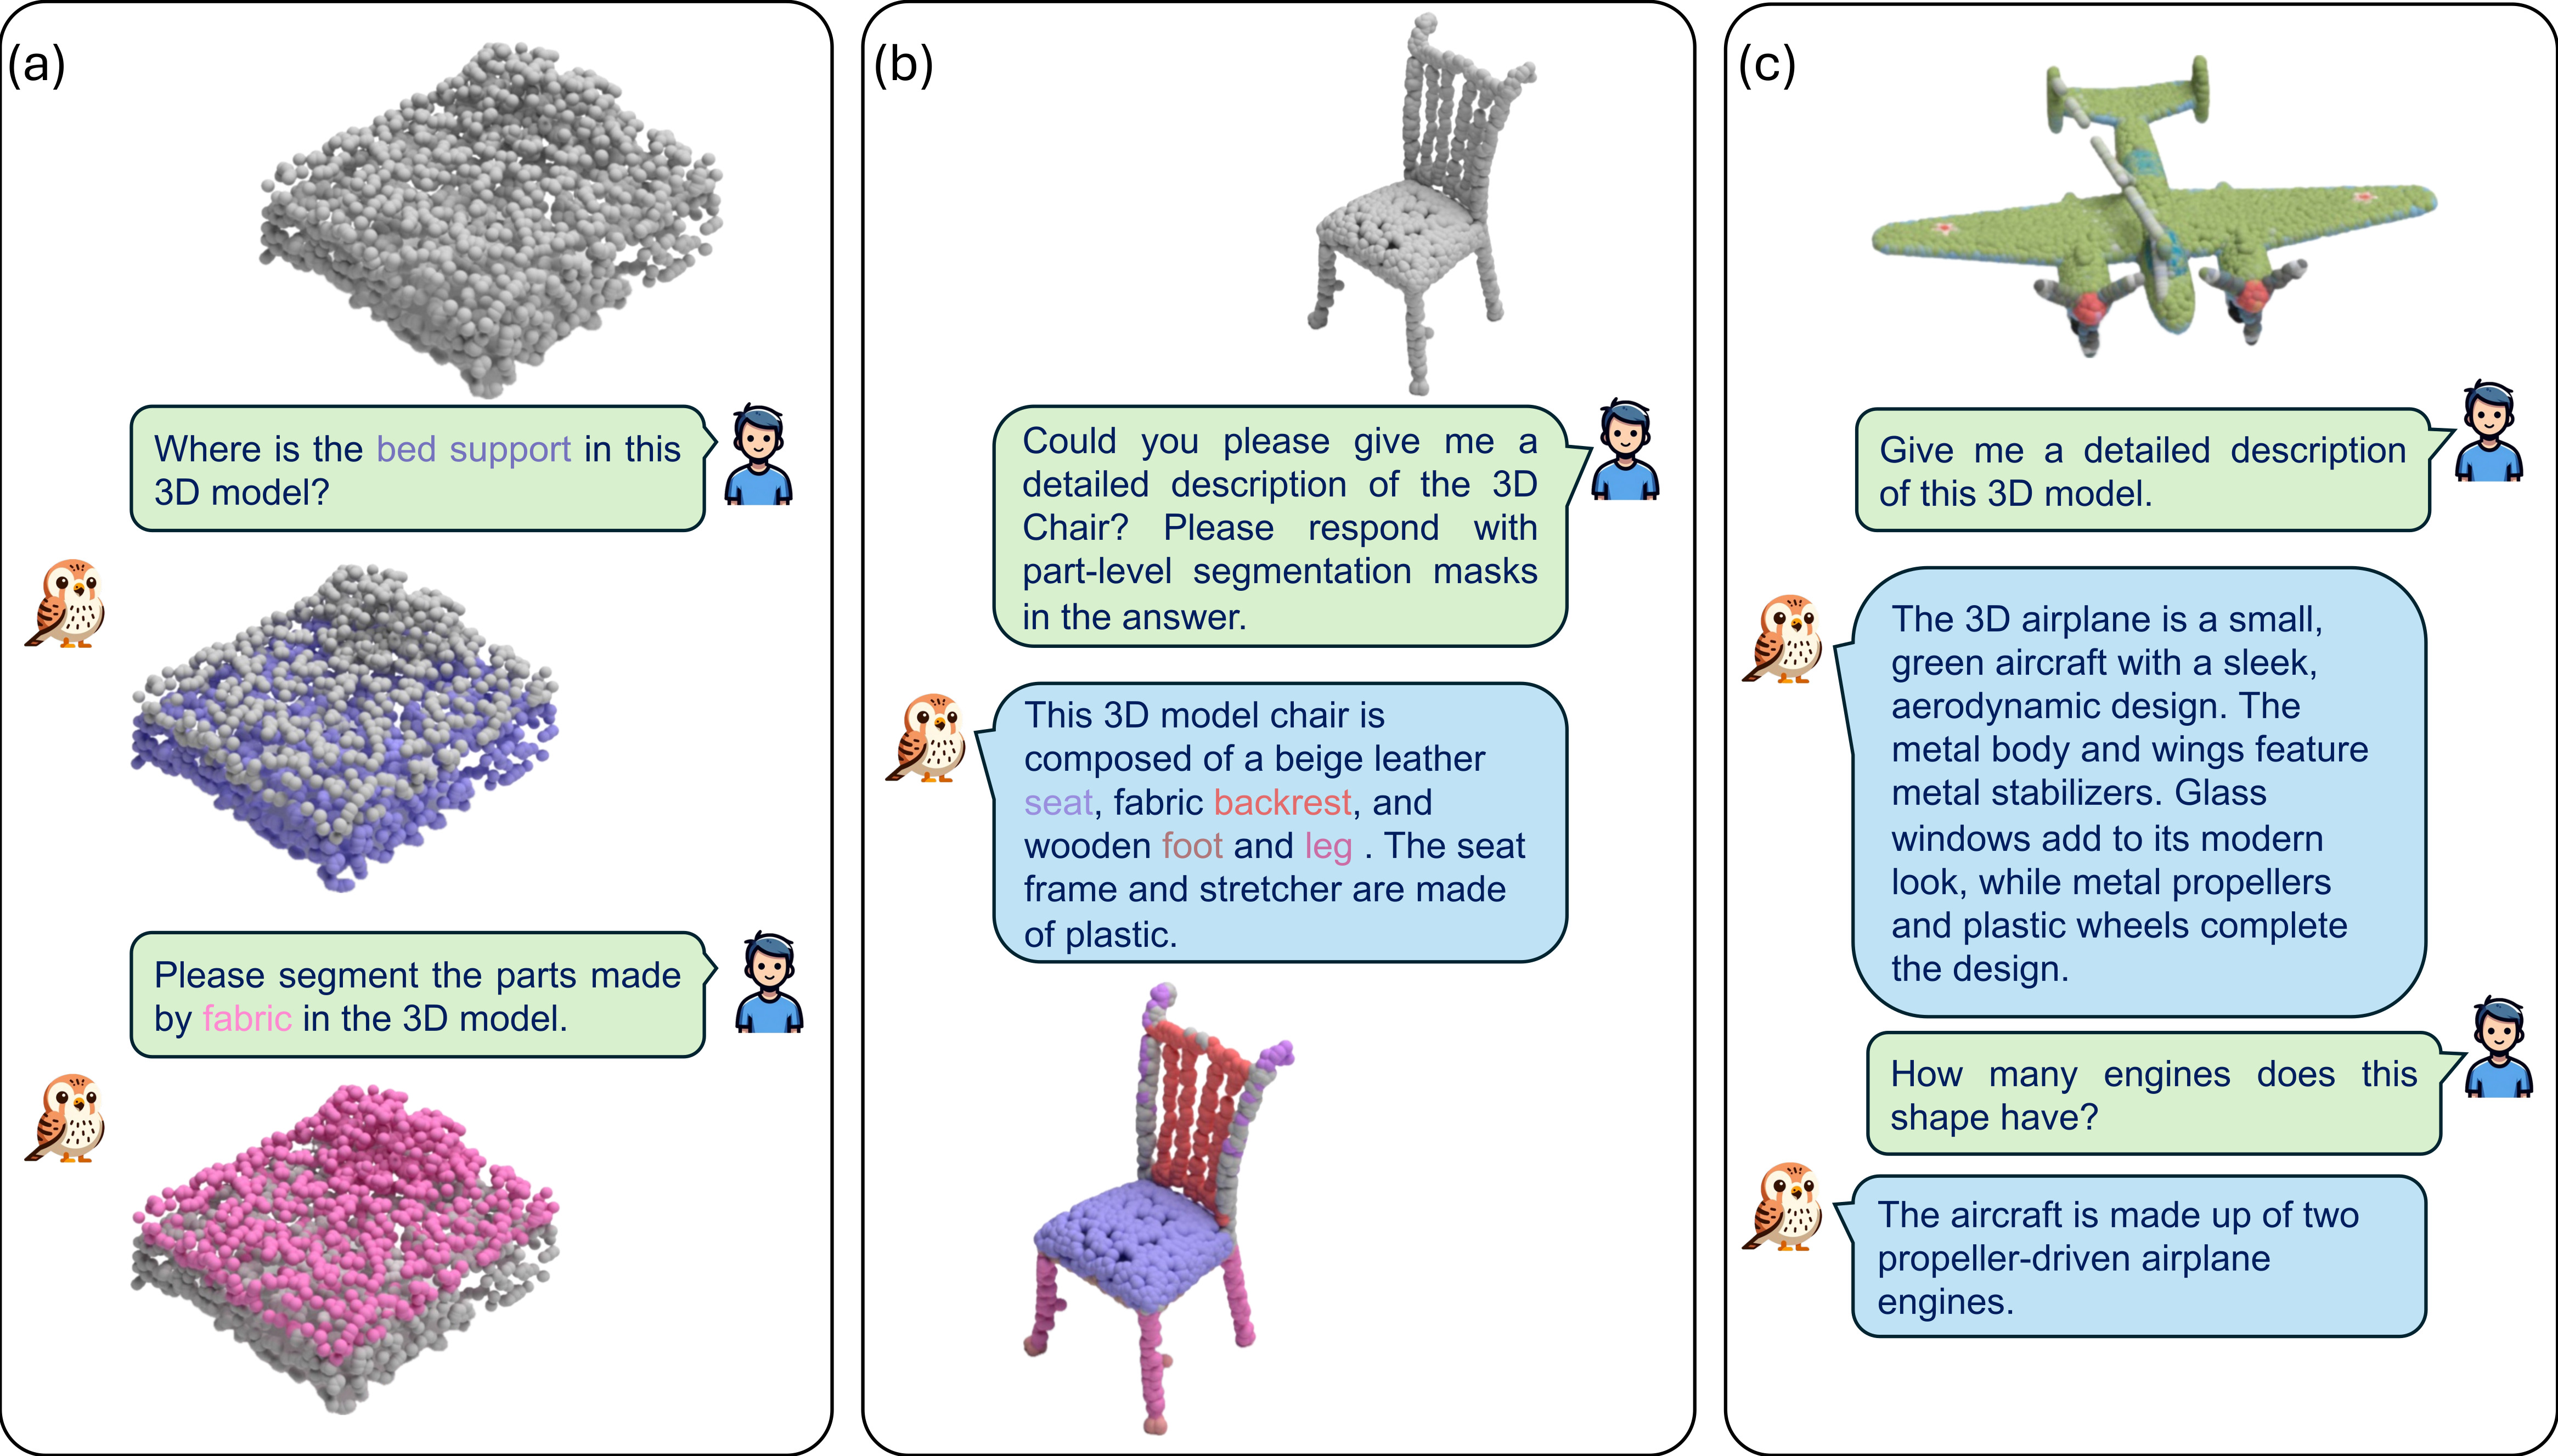 (a)
Where is the bed support in this
3D model?
Please segment the parts made
by fabric in the 3D model.
(b)
Could you please give me a
detailed description of the 3D
Chair? Please respond with
part-level segmentation masks
in the answer.
This 3D model chair is
composed of a beige leather
seat, fabric backrest, and
wooden foot and leg . The seat
frame and stretcher are made
of plastic.
(c)
Give me a detailed description
of this 3D model.
The 3D airplane is a small,
green aircraft with a sleek,
aerodynamic design. The
metal body and wings feature
metal stabilizers. Glass
windows add to its modern
look, while metal propellers
and plastic wheels complete
the design.
How many engines does this
shape have?
The aircraft is made up of two
propeller-driven airplane
engines.